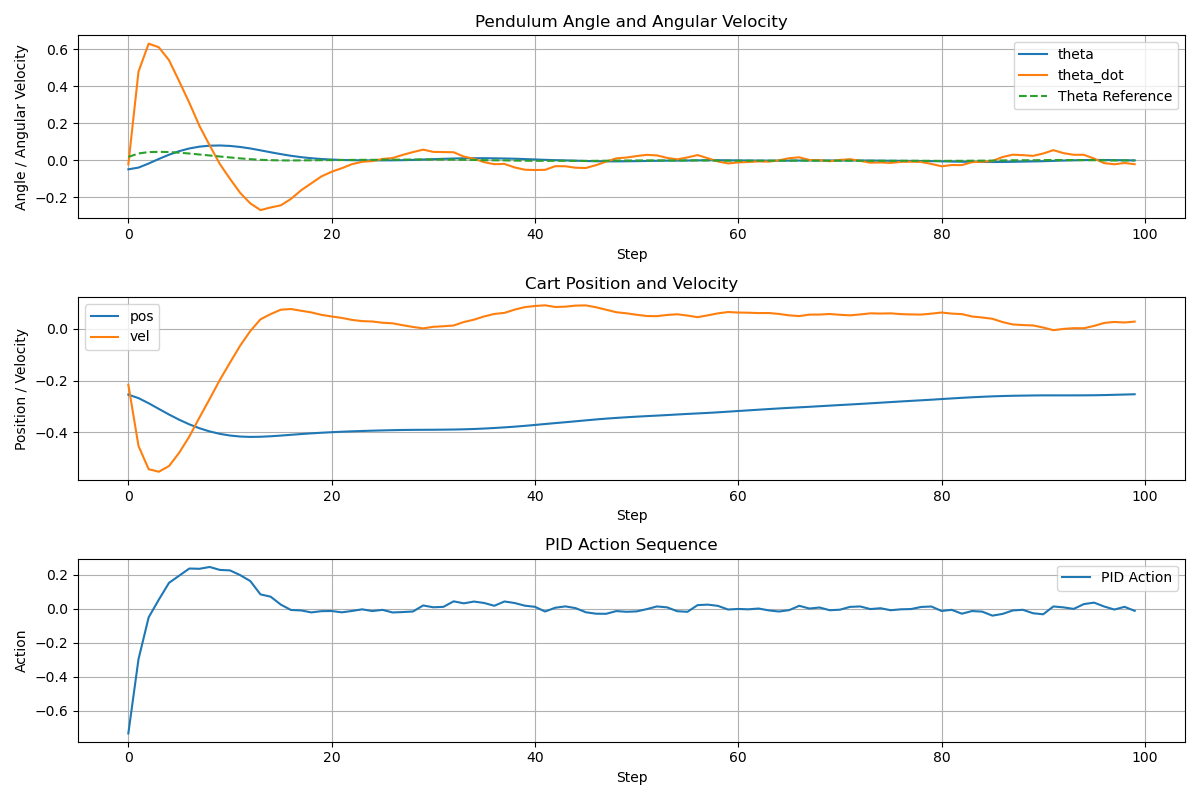 Pendulum Angle and Angular Velocity
Angle / Angular Velocity
0.6
0.4
0.2
0.0
−0.2
theta
theta_dot
Theta Reference
0 20 40 60 80 100
Step
Cart Position and Velocity
Position / Velocity
0.0
−0.2
−0.4
pos
vel
0 20 40 60 80 100
Step
PID Action Sequence
Action
0.2
0.0
−0.2
−0.4
−0.6
PID Action
0 20 40 60 80 100
Step